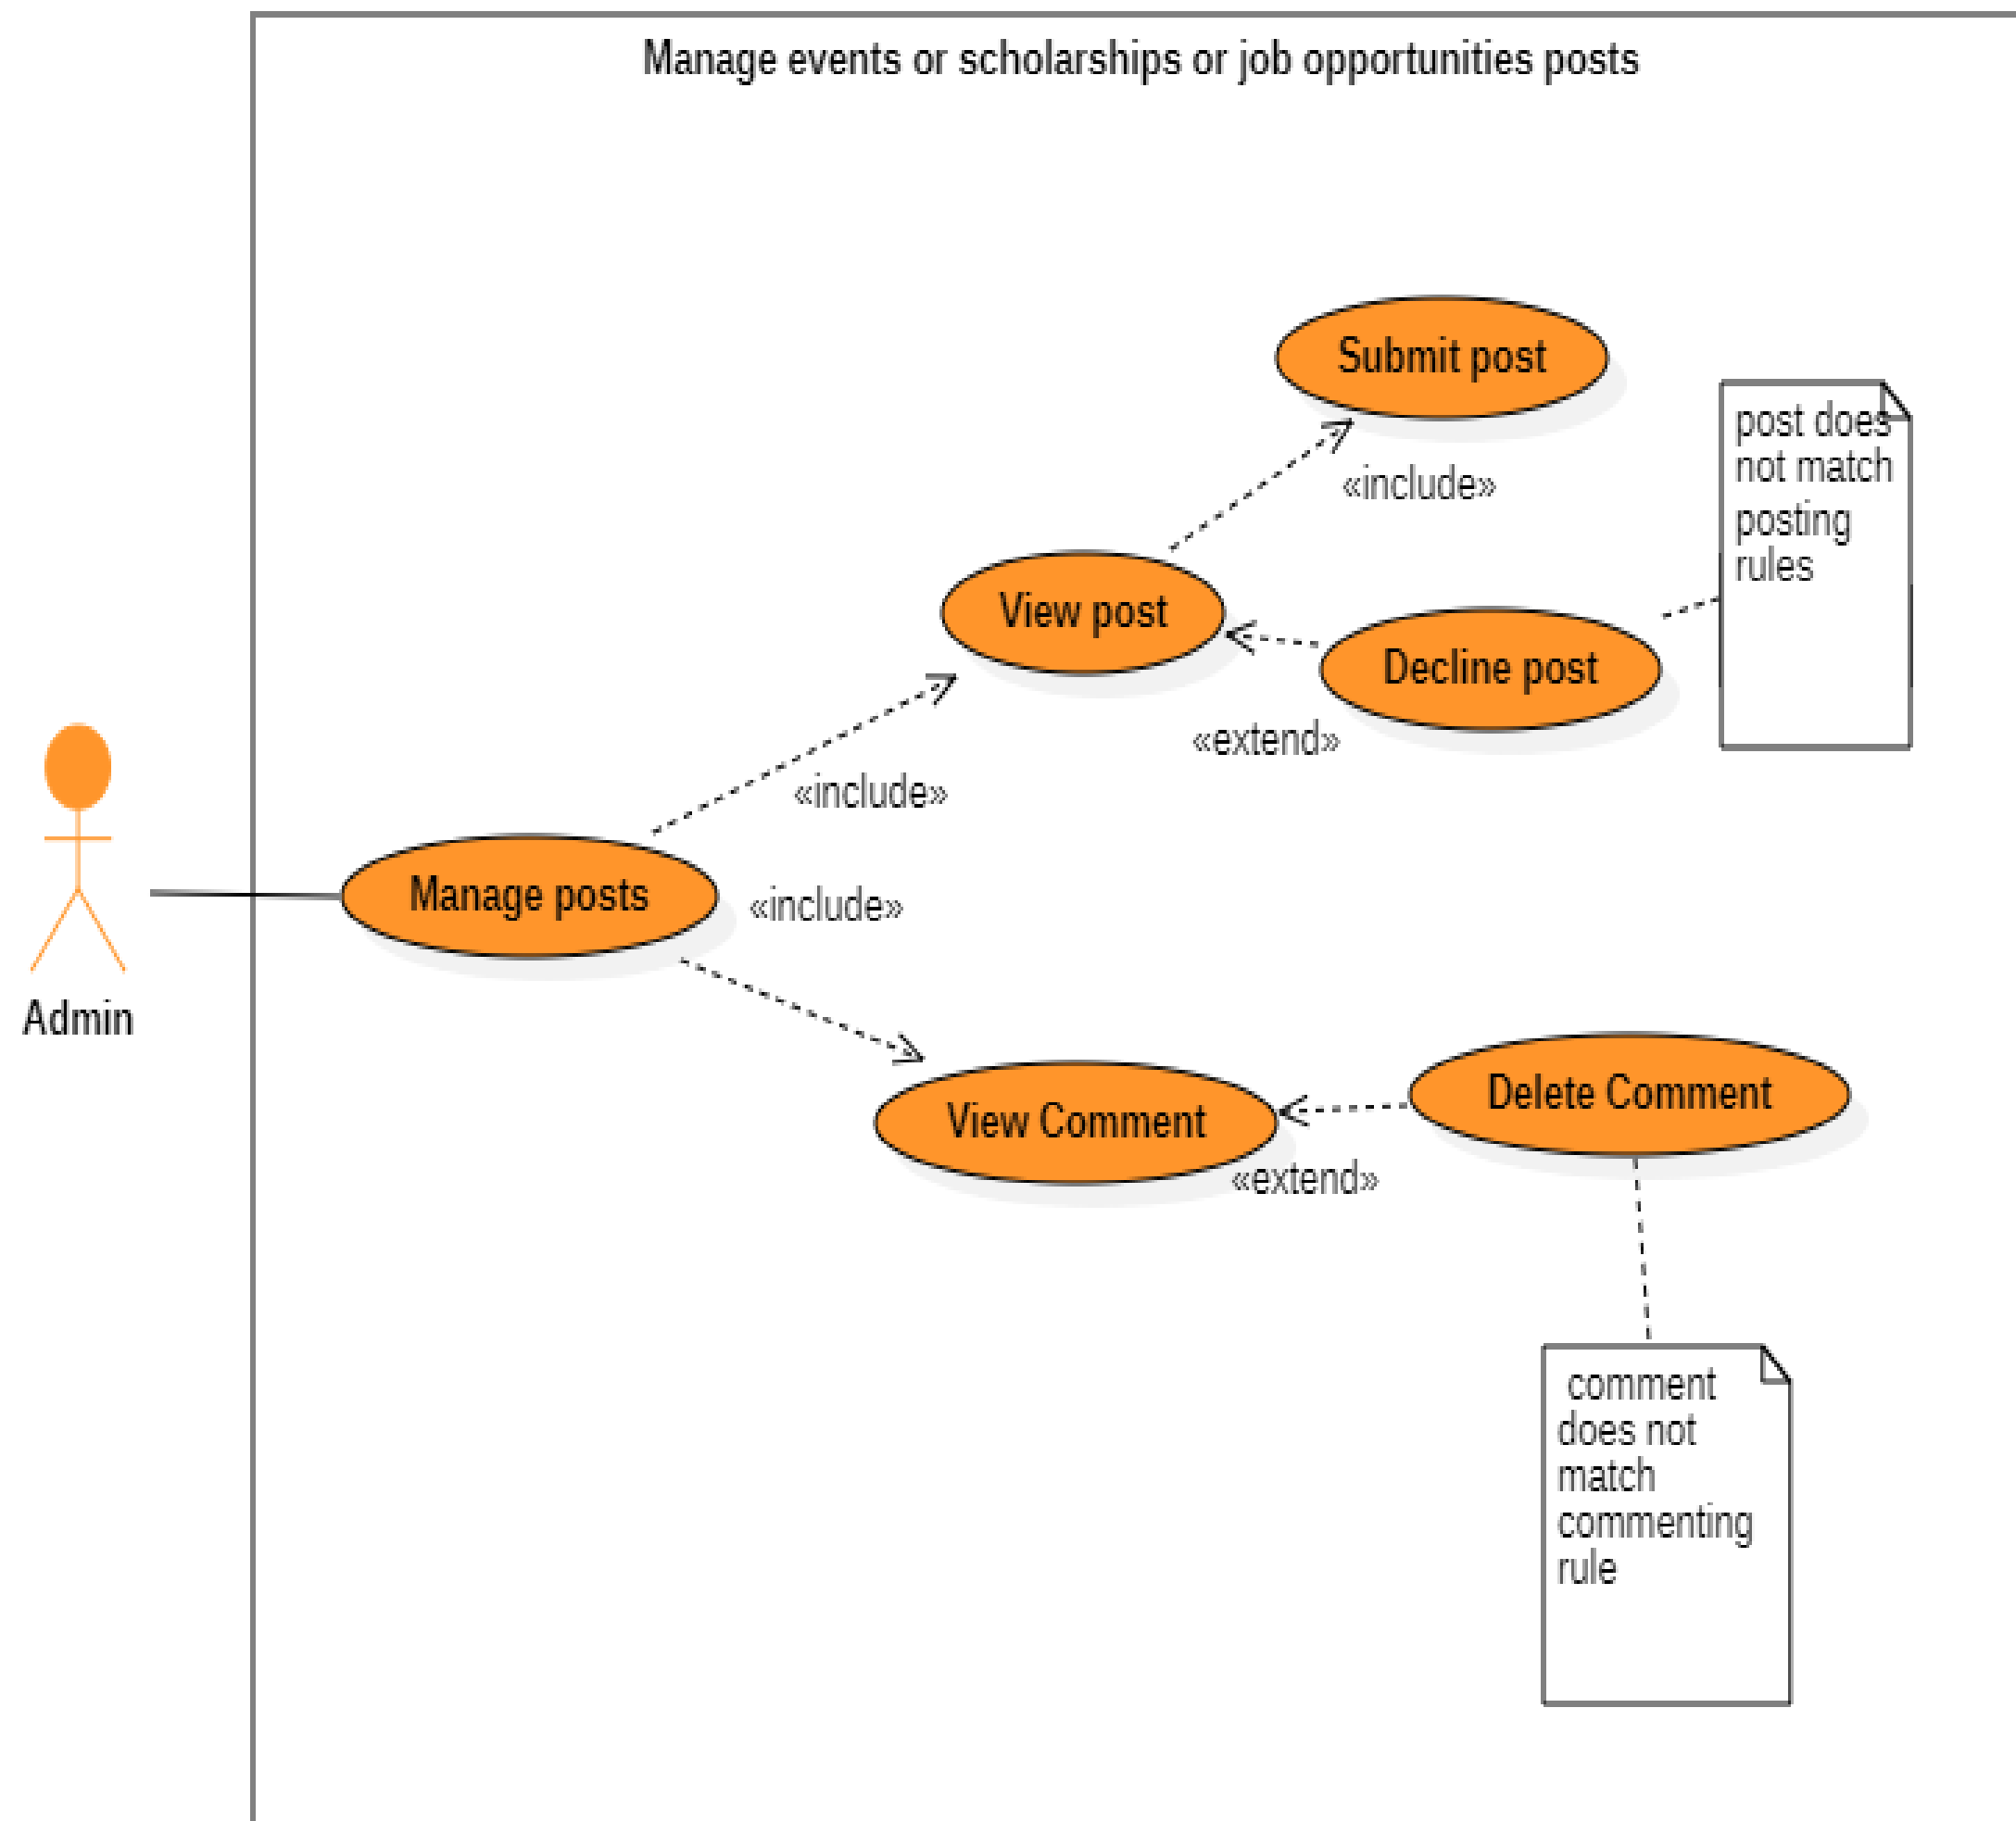 Manage events or scholarships or job opportunities posts
Submit post
post does
not match
posting
rules
«include»
View post
Decline post
«extend»
«include»
Manage posts
«include»
Admin
View Comment
Delete Comment
«extend»
comment
does not
match
commenting
rule